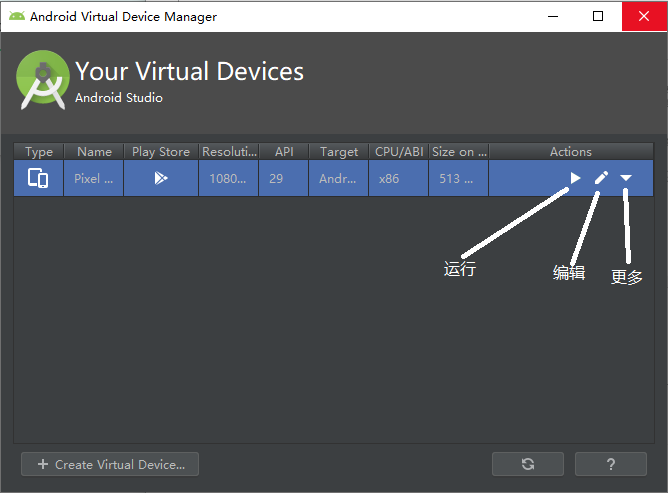 Android Virtual Device Manager
Your Virtual Devices
Android Studio
Type Name Play Store Resoluti... API Target CPU/ABI Size on ... Actions
Pixel ... 1080... 29 Andr... x86 513 ...
运行 编辑 更多
+ Create Virtual Device... ?